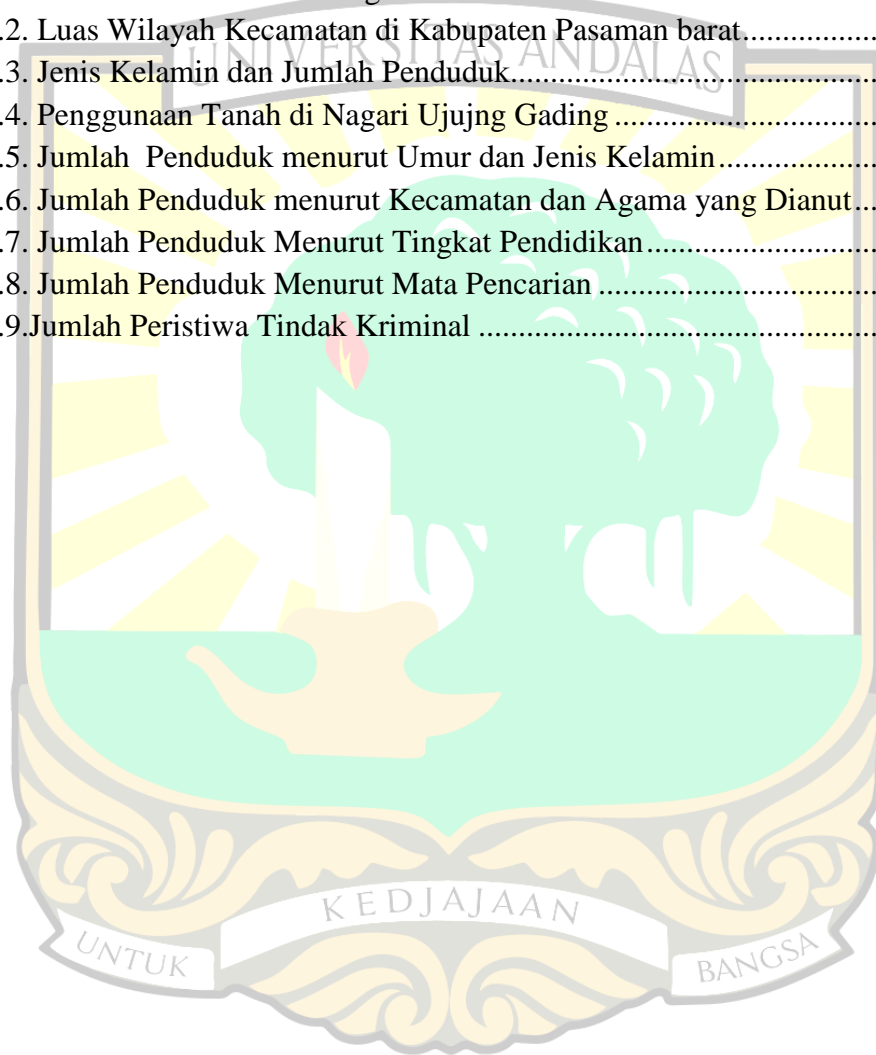 .2. Luas Wilayah Kecamatan di Kabupaten Pasaman barat.................
.3. Jenis Kelamin dan Jumlah Penduduk..............................................
.4. Penggunaan Tanah di Nagari Ujujng Gading .................................
.5. Jumlah  Penduduk menurut Umur dan Jenis Kelamin....................
.6. Jumlah Penduduk menurut Kecamatan dan Agama yang Dianut...
.7. Jumlah Penduduk Menurut Tingkat Pendidikan.............................
.8. Jumlah Penduduk Menurut Mata Pencarian ...................................
.9.Jumlah Peristiwa Tindak Kriminal ..................................................
UNIVERSITAS ANDALAS
KEDJAJAAN
UNTUK BANGSA